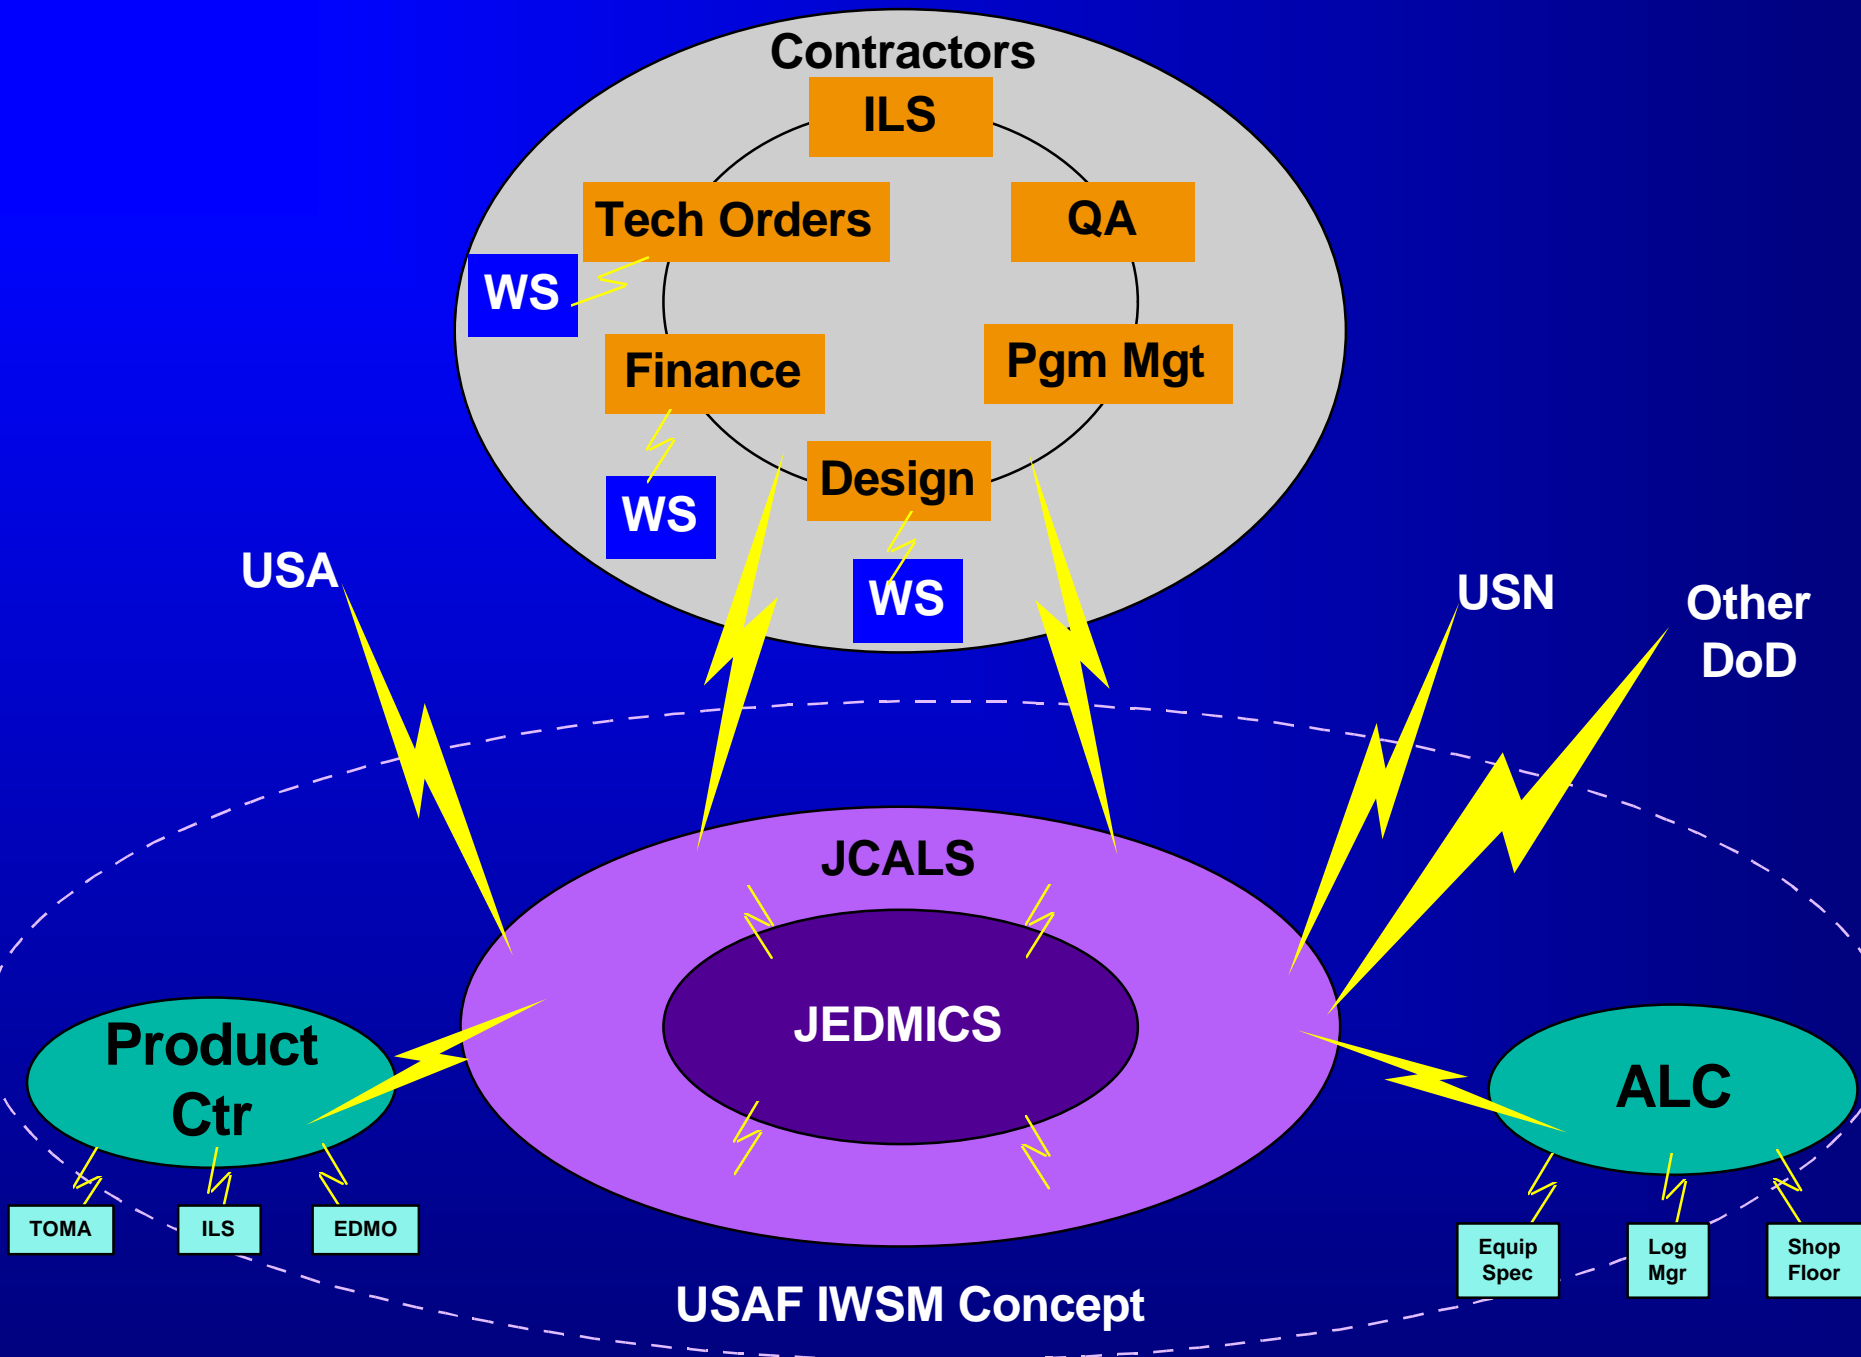 Contractors
ILS
Tech Orders
QA
WS
Finance
Pgm Mgt
Design
WS
WS
USA
USN
Other
DoD
JCALS
JEDMICS
Product
Ctr
ALC
TOMA
ILS
EDMO
Equip
Spec
Log
Mgr
Shop
Floor
USAF IWSM Concept